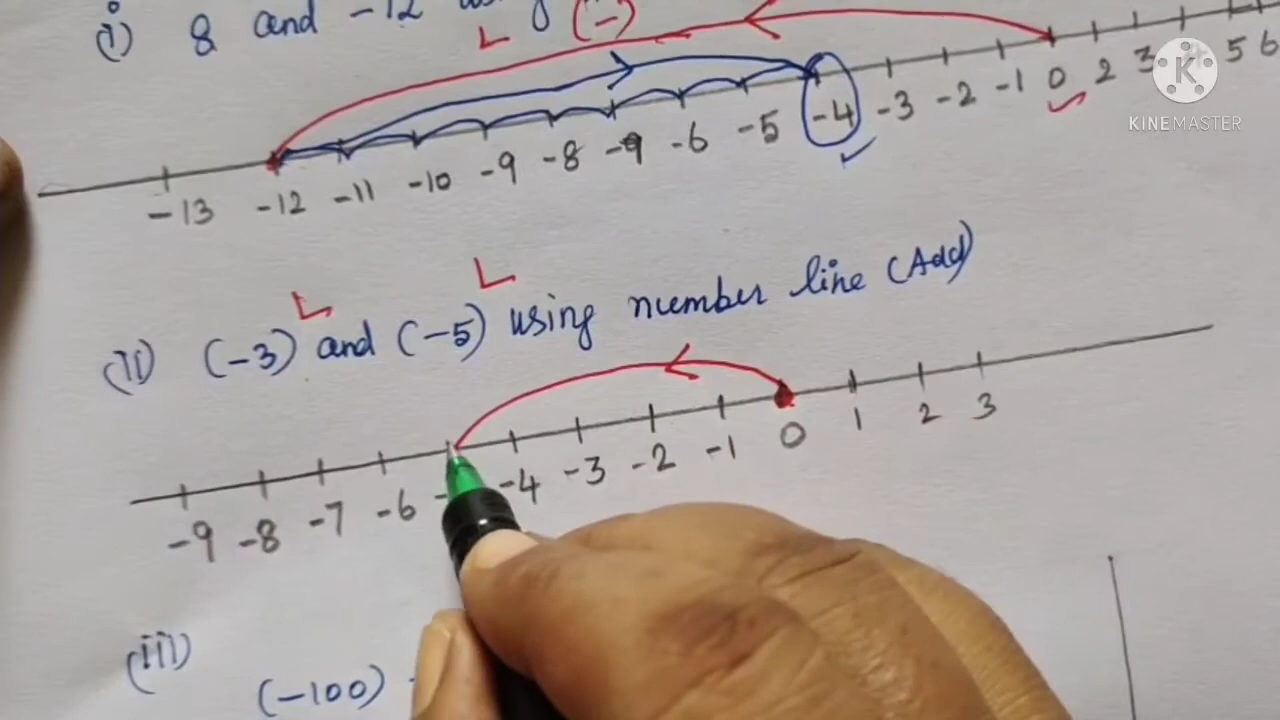 (i) 8 and -12 (-)
-13 -12 -11 -10 -9 -8 -9 -6 -5 -4 -3 -2 -1 0 2 3 5 6
KINEMASTER
(ii) (-3) and (-5) using number line (Add)
-9 -8 -7 -6 -4 -3 -2 -1 0 1 2 3
(iii)
(-100)